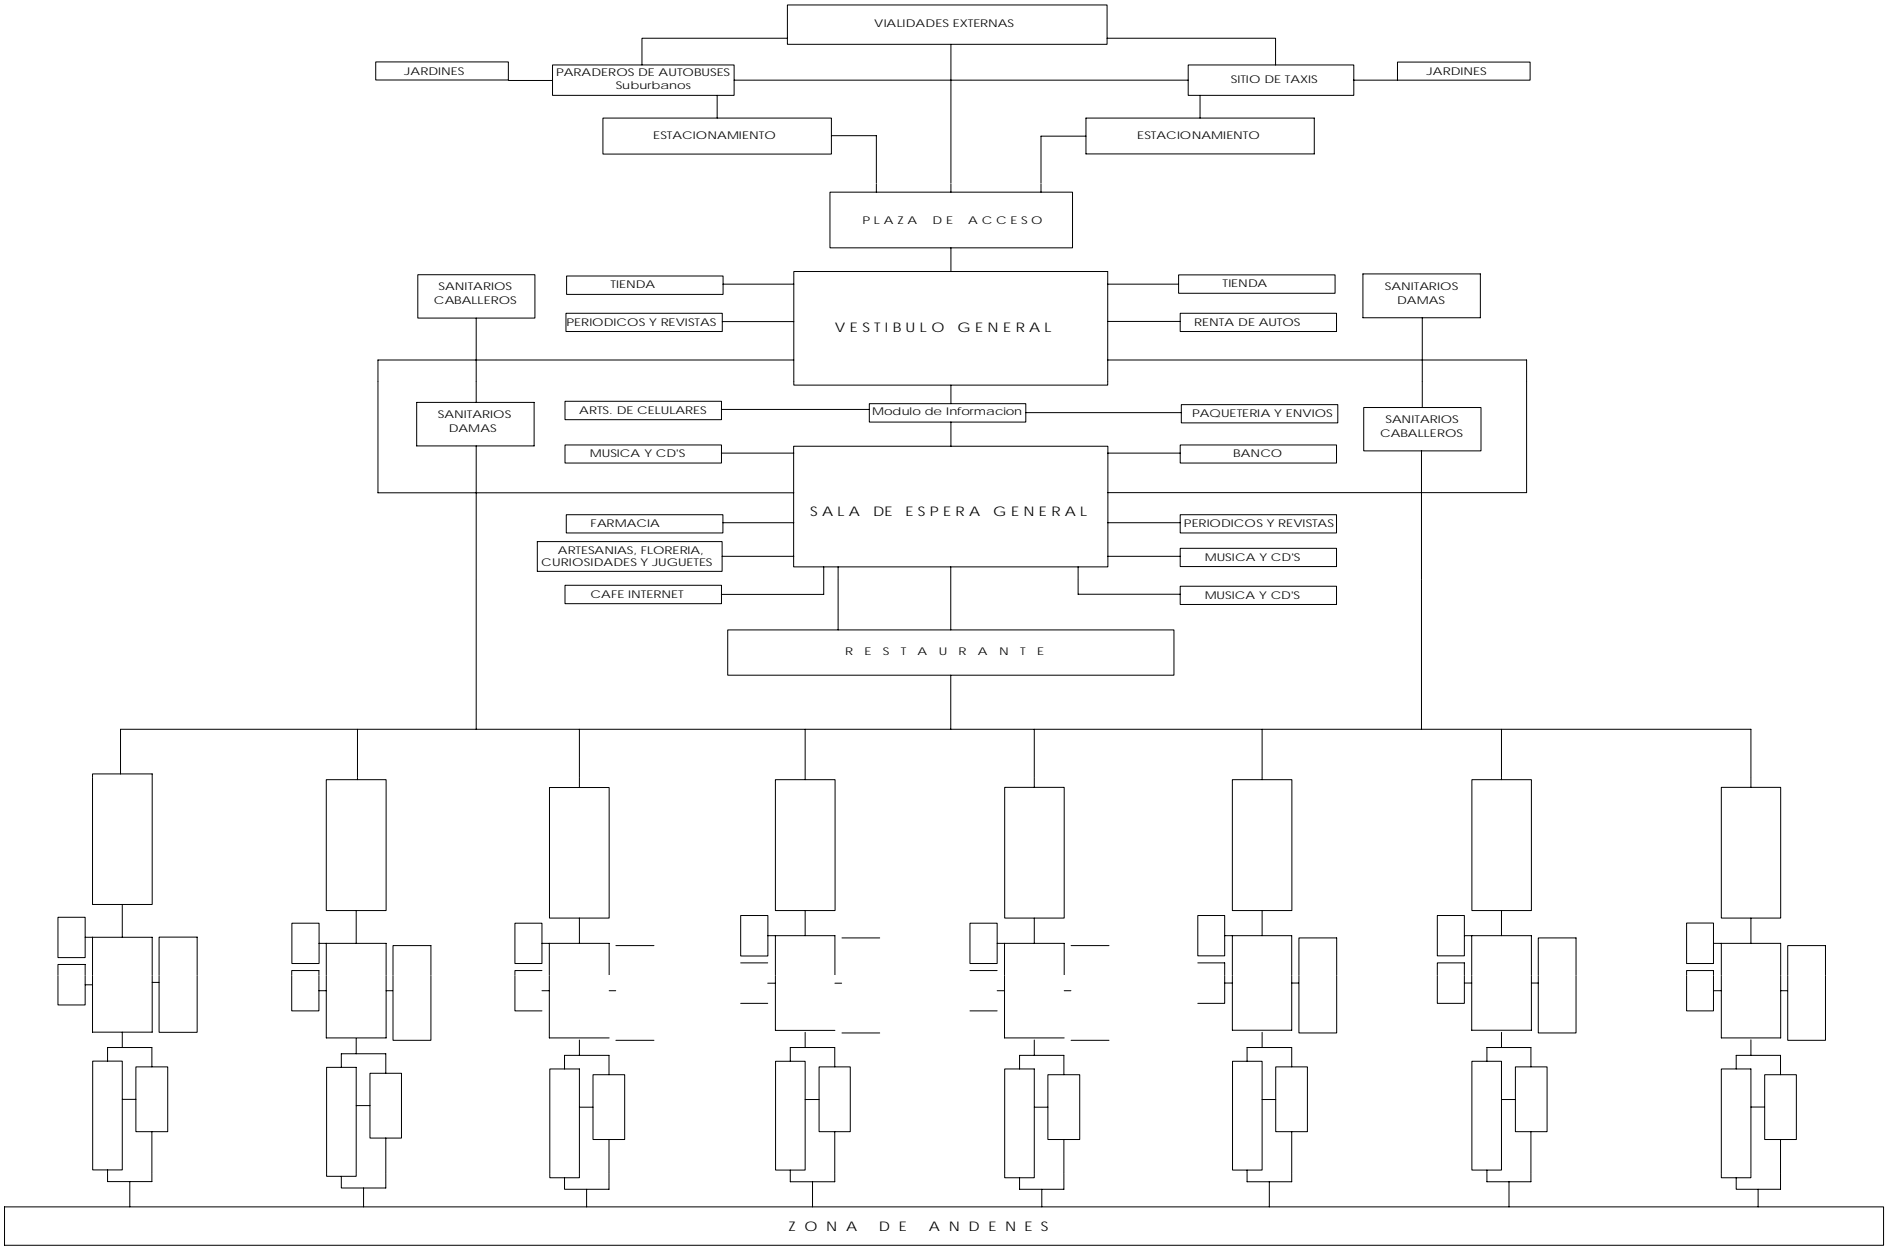 VIALIDADES EXTERNAS
JARDINES
PARADEROS DE AUTOBUSES
Suburbanos
SITIO DE TAXIS
JARDINES
ESTACIONAMIENTO
ESTACIONAMIENTO
PLAZA DE ACCESO
SANITARIOS
CABALLEROS
TIENDA
TIENDA
SANITARIOS
DAMAS
PERIODICOS Y REVISTAS
VESTIBULO GENERAL
RENTA DE AUTOS
SANITARIOS
DAMAS
ARTS. DE CELULARES
Modulo de Informacion
PAQUETERIA Y ENVIOS
SANITARIOS
CABALLEROS
MUSICA Y CD'S
BANCO
SALA DE ESPERA GENERAL
FARMACIA
PERIODICOS Y REVISTAS
ARTESANIAS, FLORERIA,
CURIOSIDADES Y JUGUETES
MUSICA Y CD'S
CAFE INTERNET
MUSICA Y CD'S
RESTAURANTE
ZONA DE ANDENES